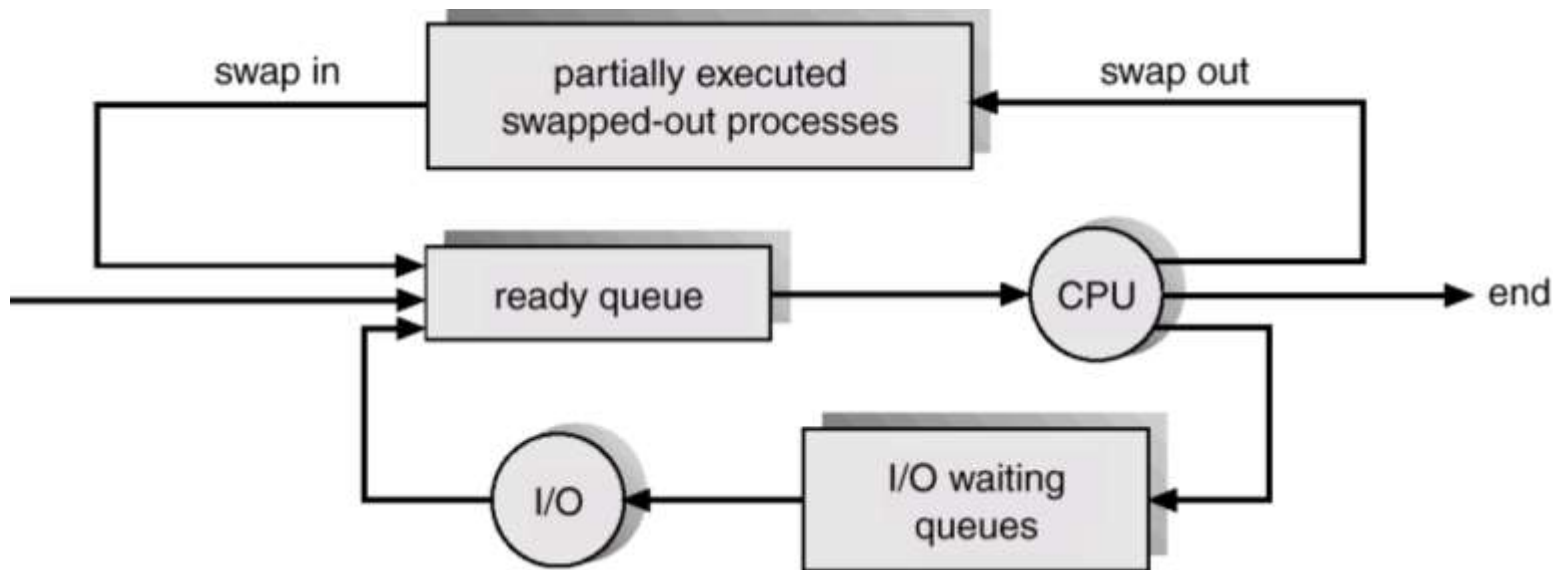 swap in
partially executed
swapped-out processes
swap out
ready queue
CPU
end
I/O
I/O waiting
queues